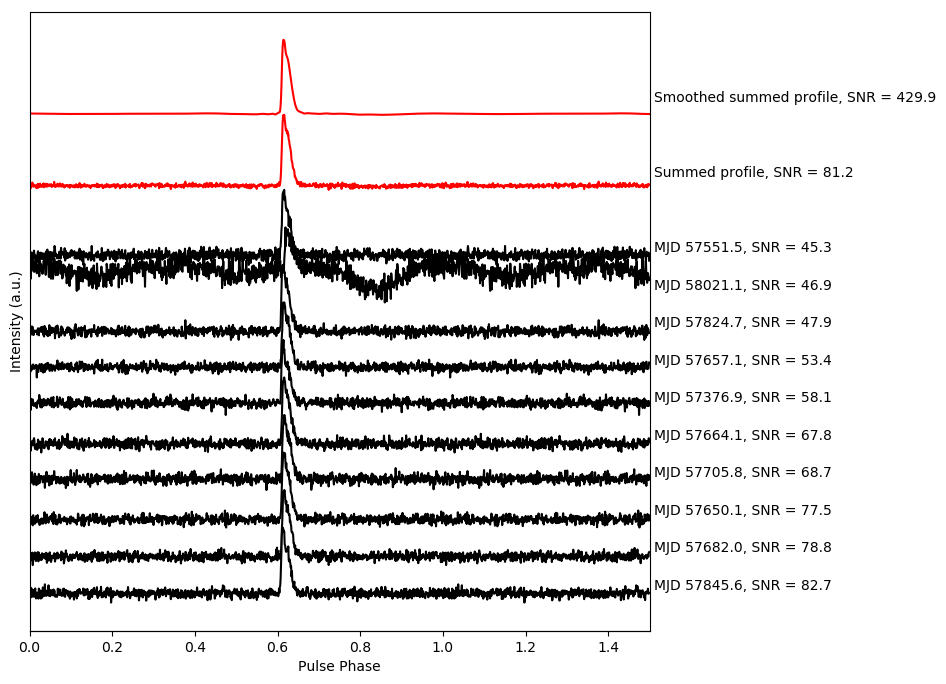 Smoothed summed profile, SNR = 429.9
Summed profile, SNR = 81.2
MJD 57551.5, SNR = 45.3
MJD 58021.1, SNR = 46.9
MJD 57824.7, SNR = 47.9
MJD 57657.1, SNR = 53.4
MJD 57376.9, SNR = 58.1
MJD 57664.1, SNR = 67.8
MJD 57705.8, SNR = 68.7
MJD 57650.1, SNR = 77.5
MJD 57682.0, SNR = 78.8
MJD 57845.6, SNR = 82.7
Intensity (a.u.)
0.0 0.2 0.4 0.6 0.8 1.0 1.2 1.4
Pulse Phase